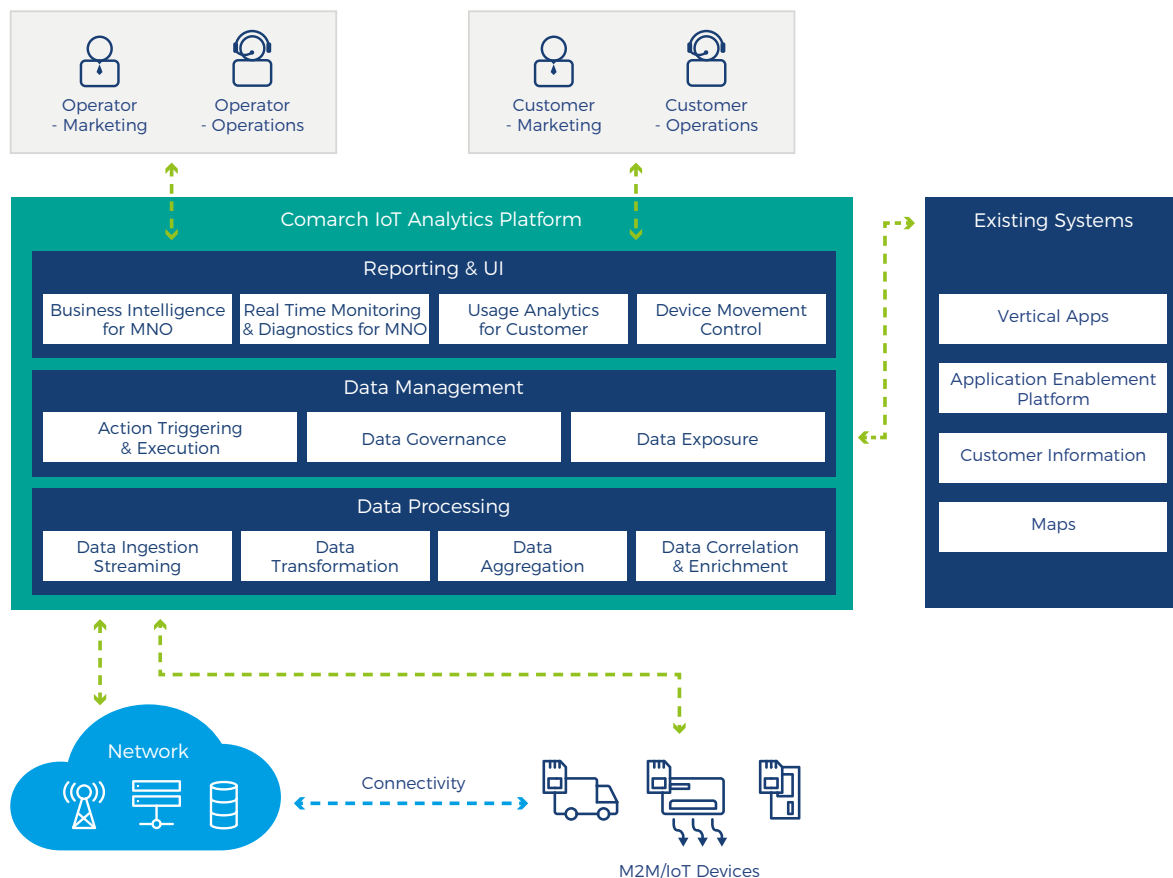 Operator
- Marketing
Operator
- Operations
Customer
- Marketing
Customer
- Operations
Comarch IoT Analytics Platform
Reporting & UI
Business Intelligence
for MNO
Real Time Monitoring
& Diagnostics for MNO
Usage Analytics
for Customer
Device Movement
Control
Data Management
Action Triggering
& Execution
Data Governance
Data Exposure
Data Processing
Data Ingestion
Streaming
Data
Transformation
Data
Aggregation
Data Correlation
& Enrichment
Existing Systems
Vertical Apps
Application Enablement
Platform
Customer Information
Maps
Network
Connectivity
M2M/IoT Devices